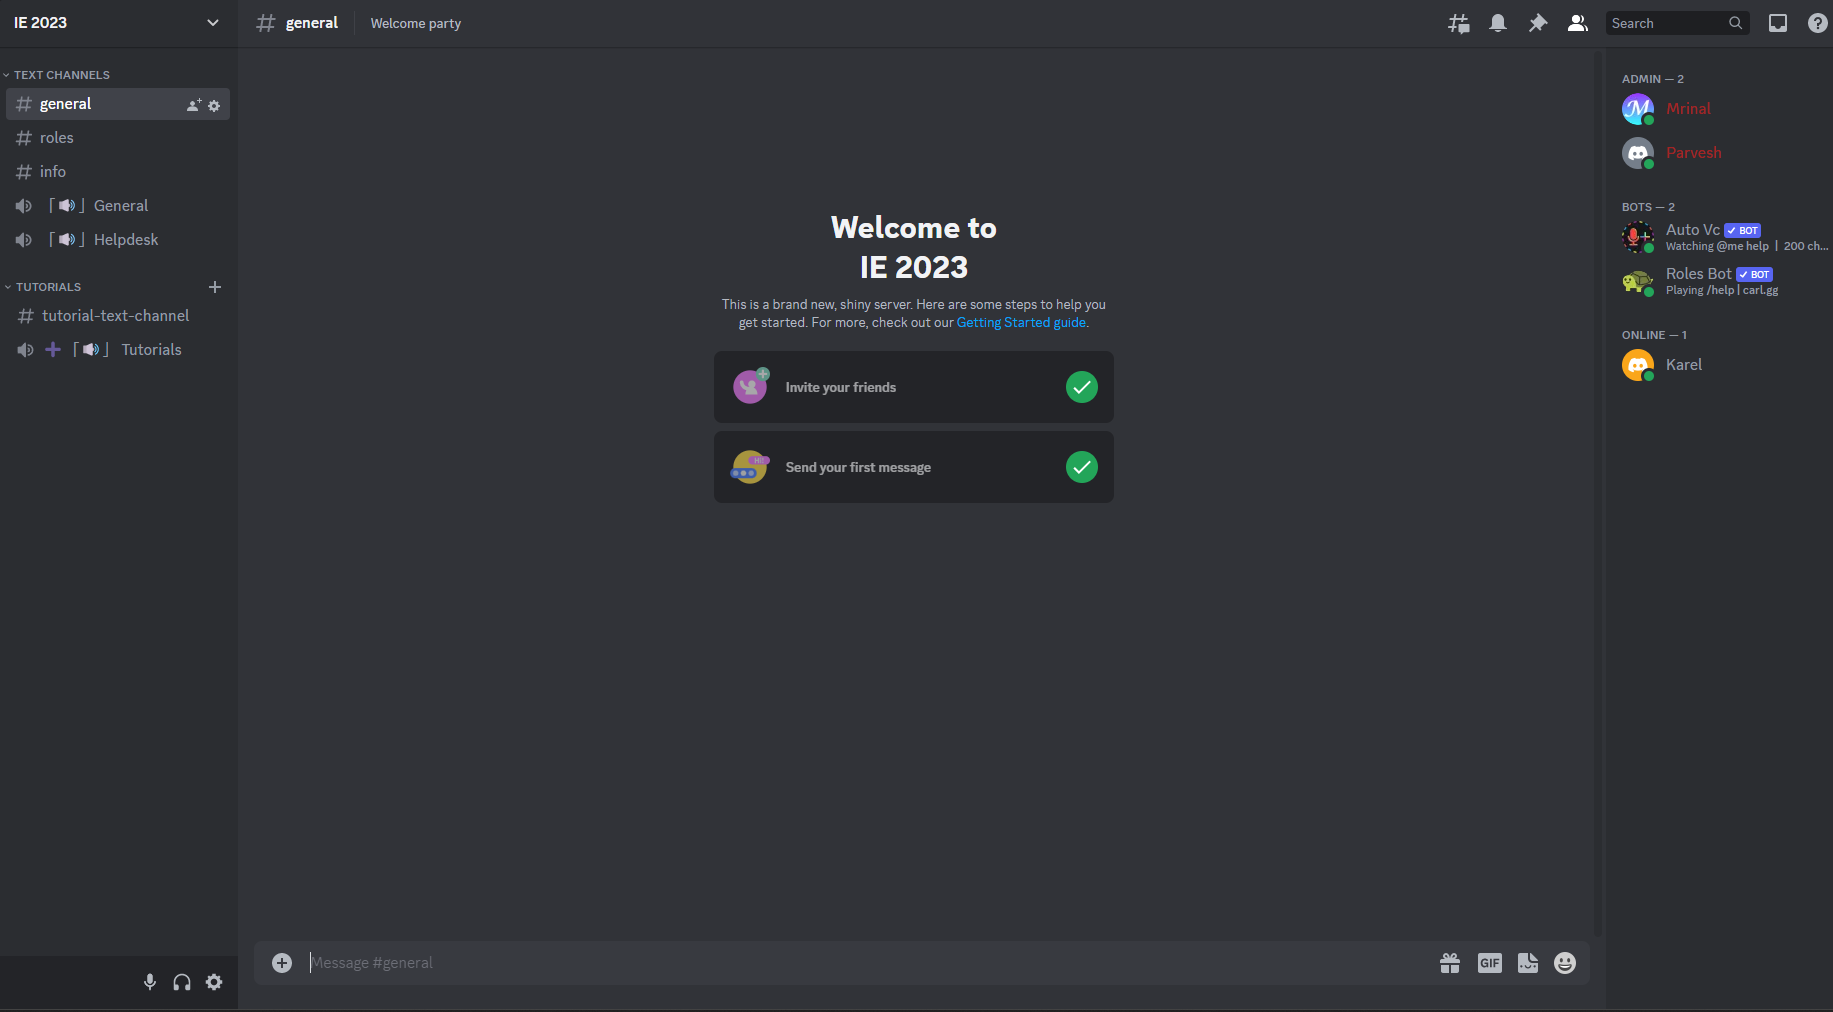 IE 2023
general
Welcome party
Search
TEXT CHANNELS
general
roles
info
「📢」 General
「📢」 Helpdesk
TUTORIALS
tutorial-text-channel
➕ 「📢」 Tutorials
Welcome to
IE 2023
This is a brand new, shiny server. Here are some steps to help you
get started. For more, check out our Getting Started guide.
Invite your friends
Send your first message
Message #general
GIF
ADMIN — 2
Mrinal
Parvesh
BOTS — 2
Auto Vc ✓ BOT
Watching @me help | 200 ch...
Roles Bot ✓ BOT
Playing /help | carl.gg
ONLINE — 1
Karel